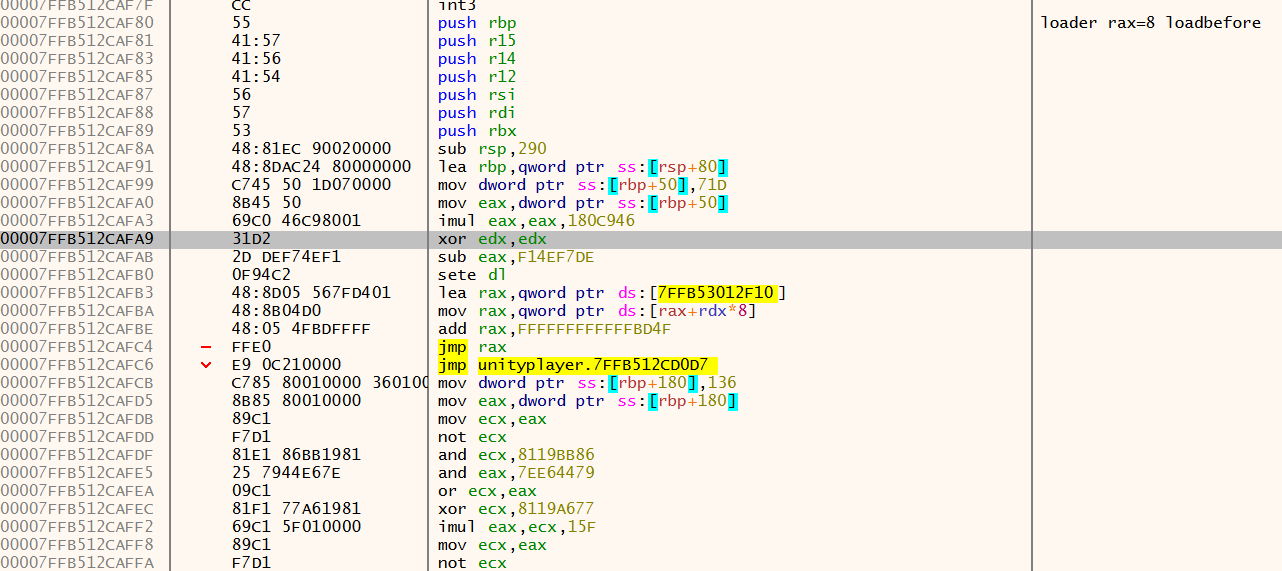 00007FFB512CAF7F CC int3
00007FFB512CAF80 55 push rbp loader rax=8 loadbefore
00007FFB512CAF81 41:57 push r15
00007FFB512CAF83 41:56 push r14
00007FFB512CAF85 41:54 push r12
00007FFB512CAF87 56 push rsi
00007FFB512CAF88 57 push rdi
00007FFB512CAF89 53 push rbx
00007FFB512CAF8A 48:81EC 90020000 sub rsp,290
00007FFB512CAF91 48:8DAC24 80000000 lea rbp,qword ptr ss:[rsp+80]
00007FFB512CAF99 C745 50 1D070000 mov dword ptr ss:[rbp+50],71D
00007FFB512CAFA0 8B45 50 mov eax,dword ptr ss:[rbp+50]
00007FFB512CAFA3 69C0 46C98001 imul eax,eax,180C946
00007FFB512CAFA9 31D2 xor edx,edx
00007FFB512CAFAB 2D DEF74EF1 sub eax,F14EF7DE
00007FFB512CAFB0 0F94C2 sete dl
00007FFB512CAFB3 48:8D05 567FD401 lea rax,qword ptr ds:[7FFB53012F10]
00007FFB512CAFBA 48:8B04D0 mov rax,qword ptr ds:[rax+rdx*8]
00007FFB512CAFBE 48:05 4FBDFFFF add rax,FFFFFFFFFFFFBD4F
00007FFB512CAFC4 FFE0 jmp rax
00007FFB512CAFC6 E9 0C210000 jmp unityplayer.7FFB512CD0D7
00007FFB512CAFCB C785 80010000 360100 mov dword ptr ss:[rbp+180],136
00007FFB512CAFD5 8B85 80010000 mov eax,dword ptr ss:[rbp+180]
00007FFB512CAFDB 89C1 mov ecx,eax
00007FFB512CAFDD F7D1 not ecx
00007FFB512CAFDF 81E1 86BB1981 and ecx,8119BB86
00007FFB512CAFE5 25 7944E67E and eax,7EE64479
00007FFB512CAFEA 09C1 or ecx,eax
00007FFB512CAFEC 81F1 77A61981 xor ecx,8119A677
00007FFB512CAFF2 69C1 5F010000 imul eax,ecx,15F
00007FFB512CAFF8 89C1 mov ecx,eax
00007FFB512CAFFA F7D1 not ecx